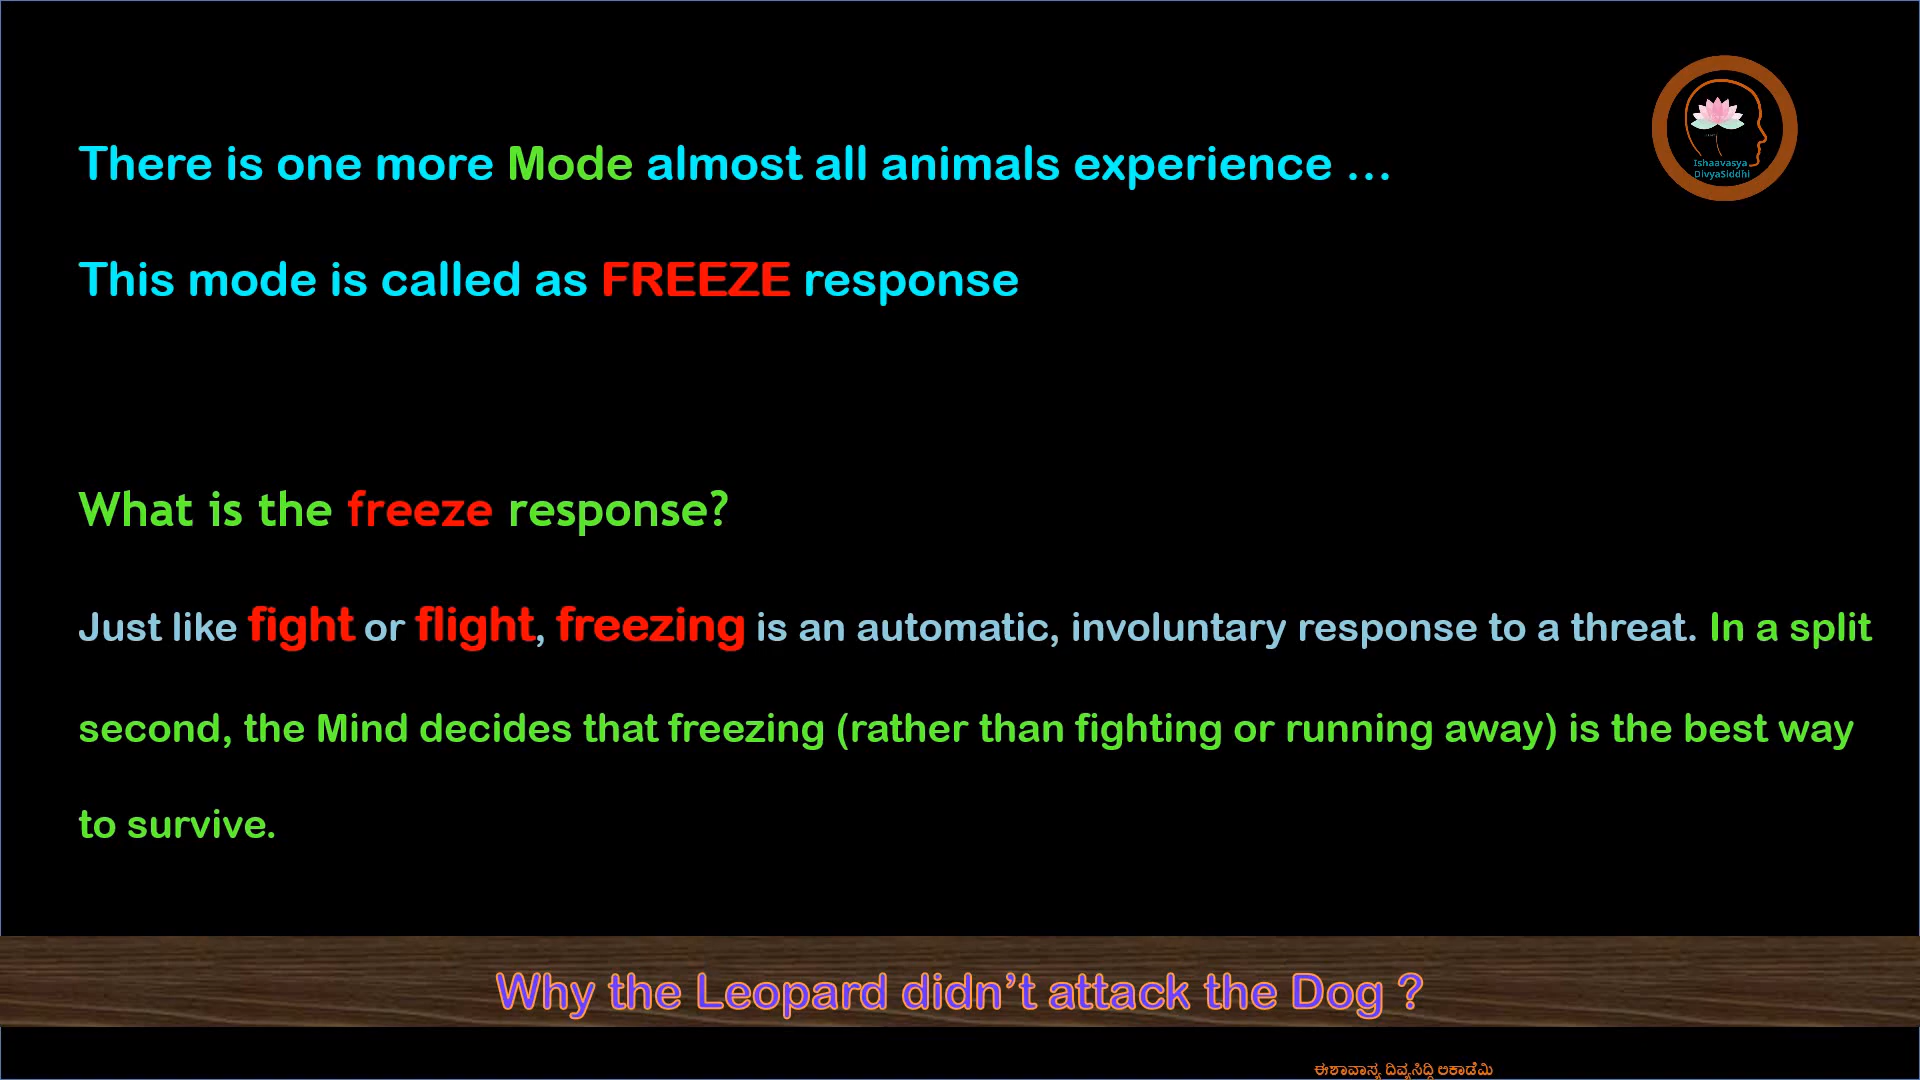 Ishaavasya
DivyaSiddhi
There is one more Mode almost all animals experience ...
This mode is called as FREEZE response
What is the freeze response?
Just like fight or flight, freezing is an automatic, involuntary response to a threat. In a split
second, the Mind decides that freezing (rather than fighting or running away) is the best way
to survive.
Why the Leopard didn’t attack the Dog ?
ಈಶಾವಾಸ್ಯ ದಿವ್ಯಸಿದ್ಧಿ ಅಕಾಡೆಮಿ